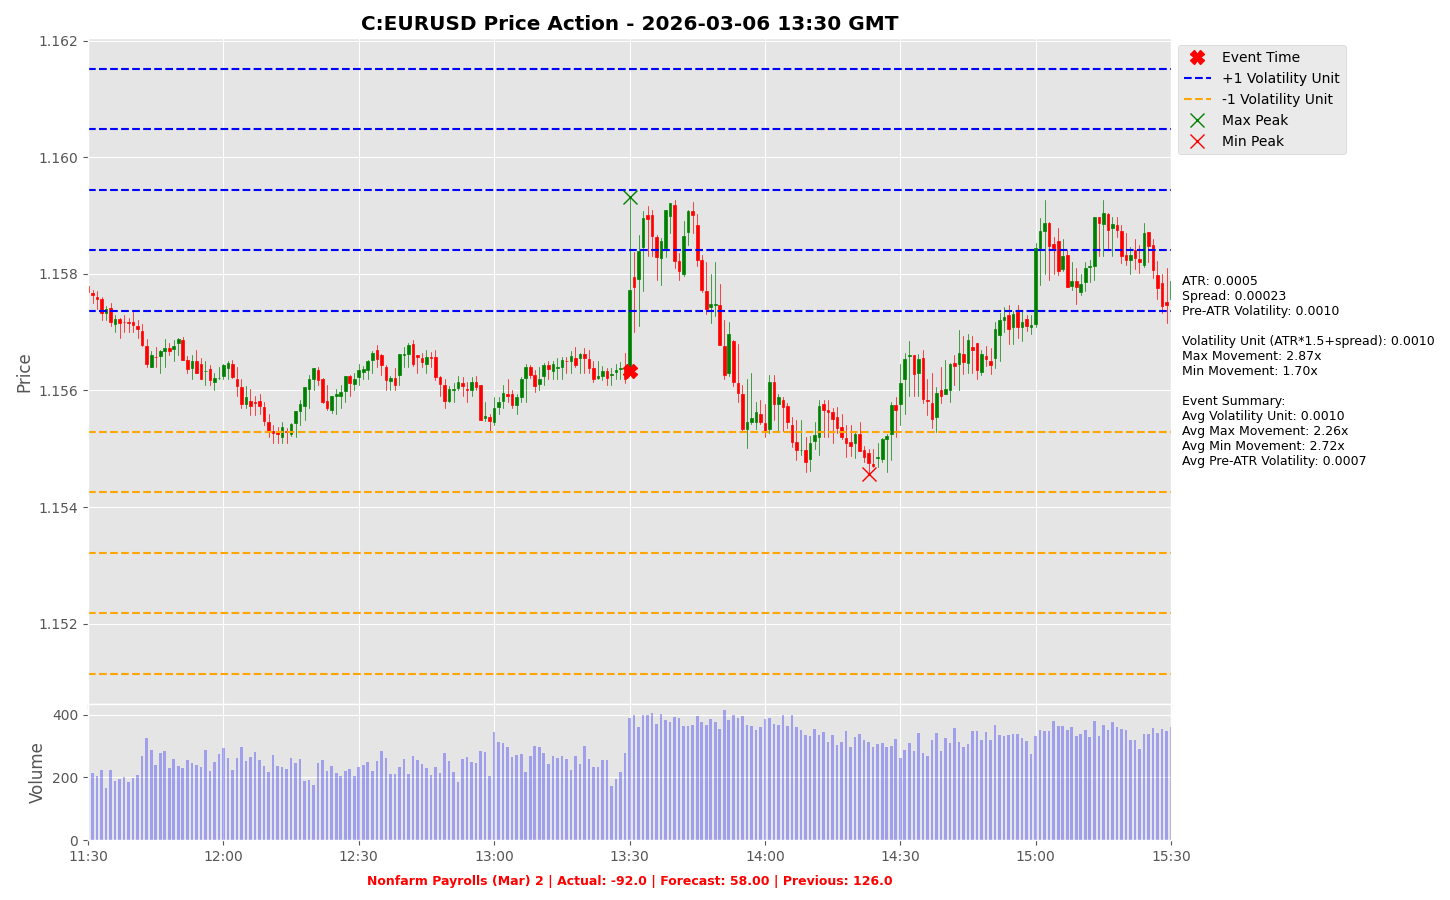 C:EURUSD Price Action - 2026-03-06 13:30 GMT
Price
1.162
1.160
1.158
1.156
1.154
1.152
Event Time
+1 Volatility Unit
-1 Volatility Unit
Max Peak
Min Peak
ATR: 0.0005
Spread: 0.00023
Pre-ATR Volatility: 0.0010
Volatility Unit (ATR*1.5+spread): 0.0010
Max Movement: 2.87x
Min Movement: 1.70x
Event Summary:
Avg Volatility Unit: 0.0010
Avg Max Movement: 2.26x
Avg Min Movement: 2.72x
Avg Pre-ATR Volatility: 0.0007
Volume
400
200
0
11:30 12:00 12:30 13:00 13:30 14:00 14:30 15:00 15:30
Nonfarm Payrolls (Mar) 2 | Actual: -92.0 | Forecast: 58.00 | Previous: 126.0